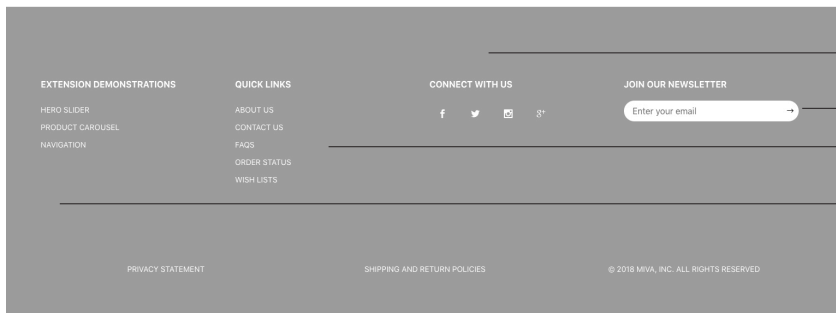 EXTENSION DEMONSTRATIONS
HERO SLIDER
PRODUCT CAROUSEL
NAVIGATION
QUICK LINKS
ABOUT US
CONTACT US
FAQS
ORDER STATUS
WISH LISTS
CONNECT WITH US
JOIN OUR NEWSLETTER
Enter your email
PRIVACY STATEMENT
SHIPPING AND RETURN POLICIES
© 2018 MIVA, INC. ALL RIGHTS RESERVED